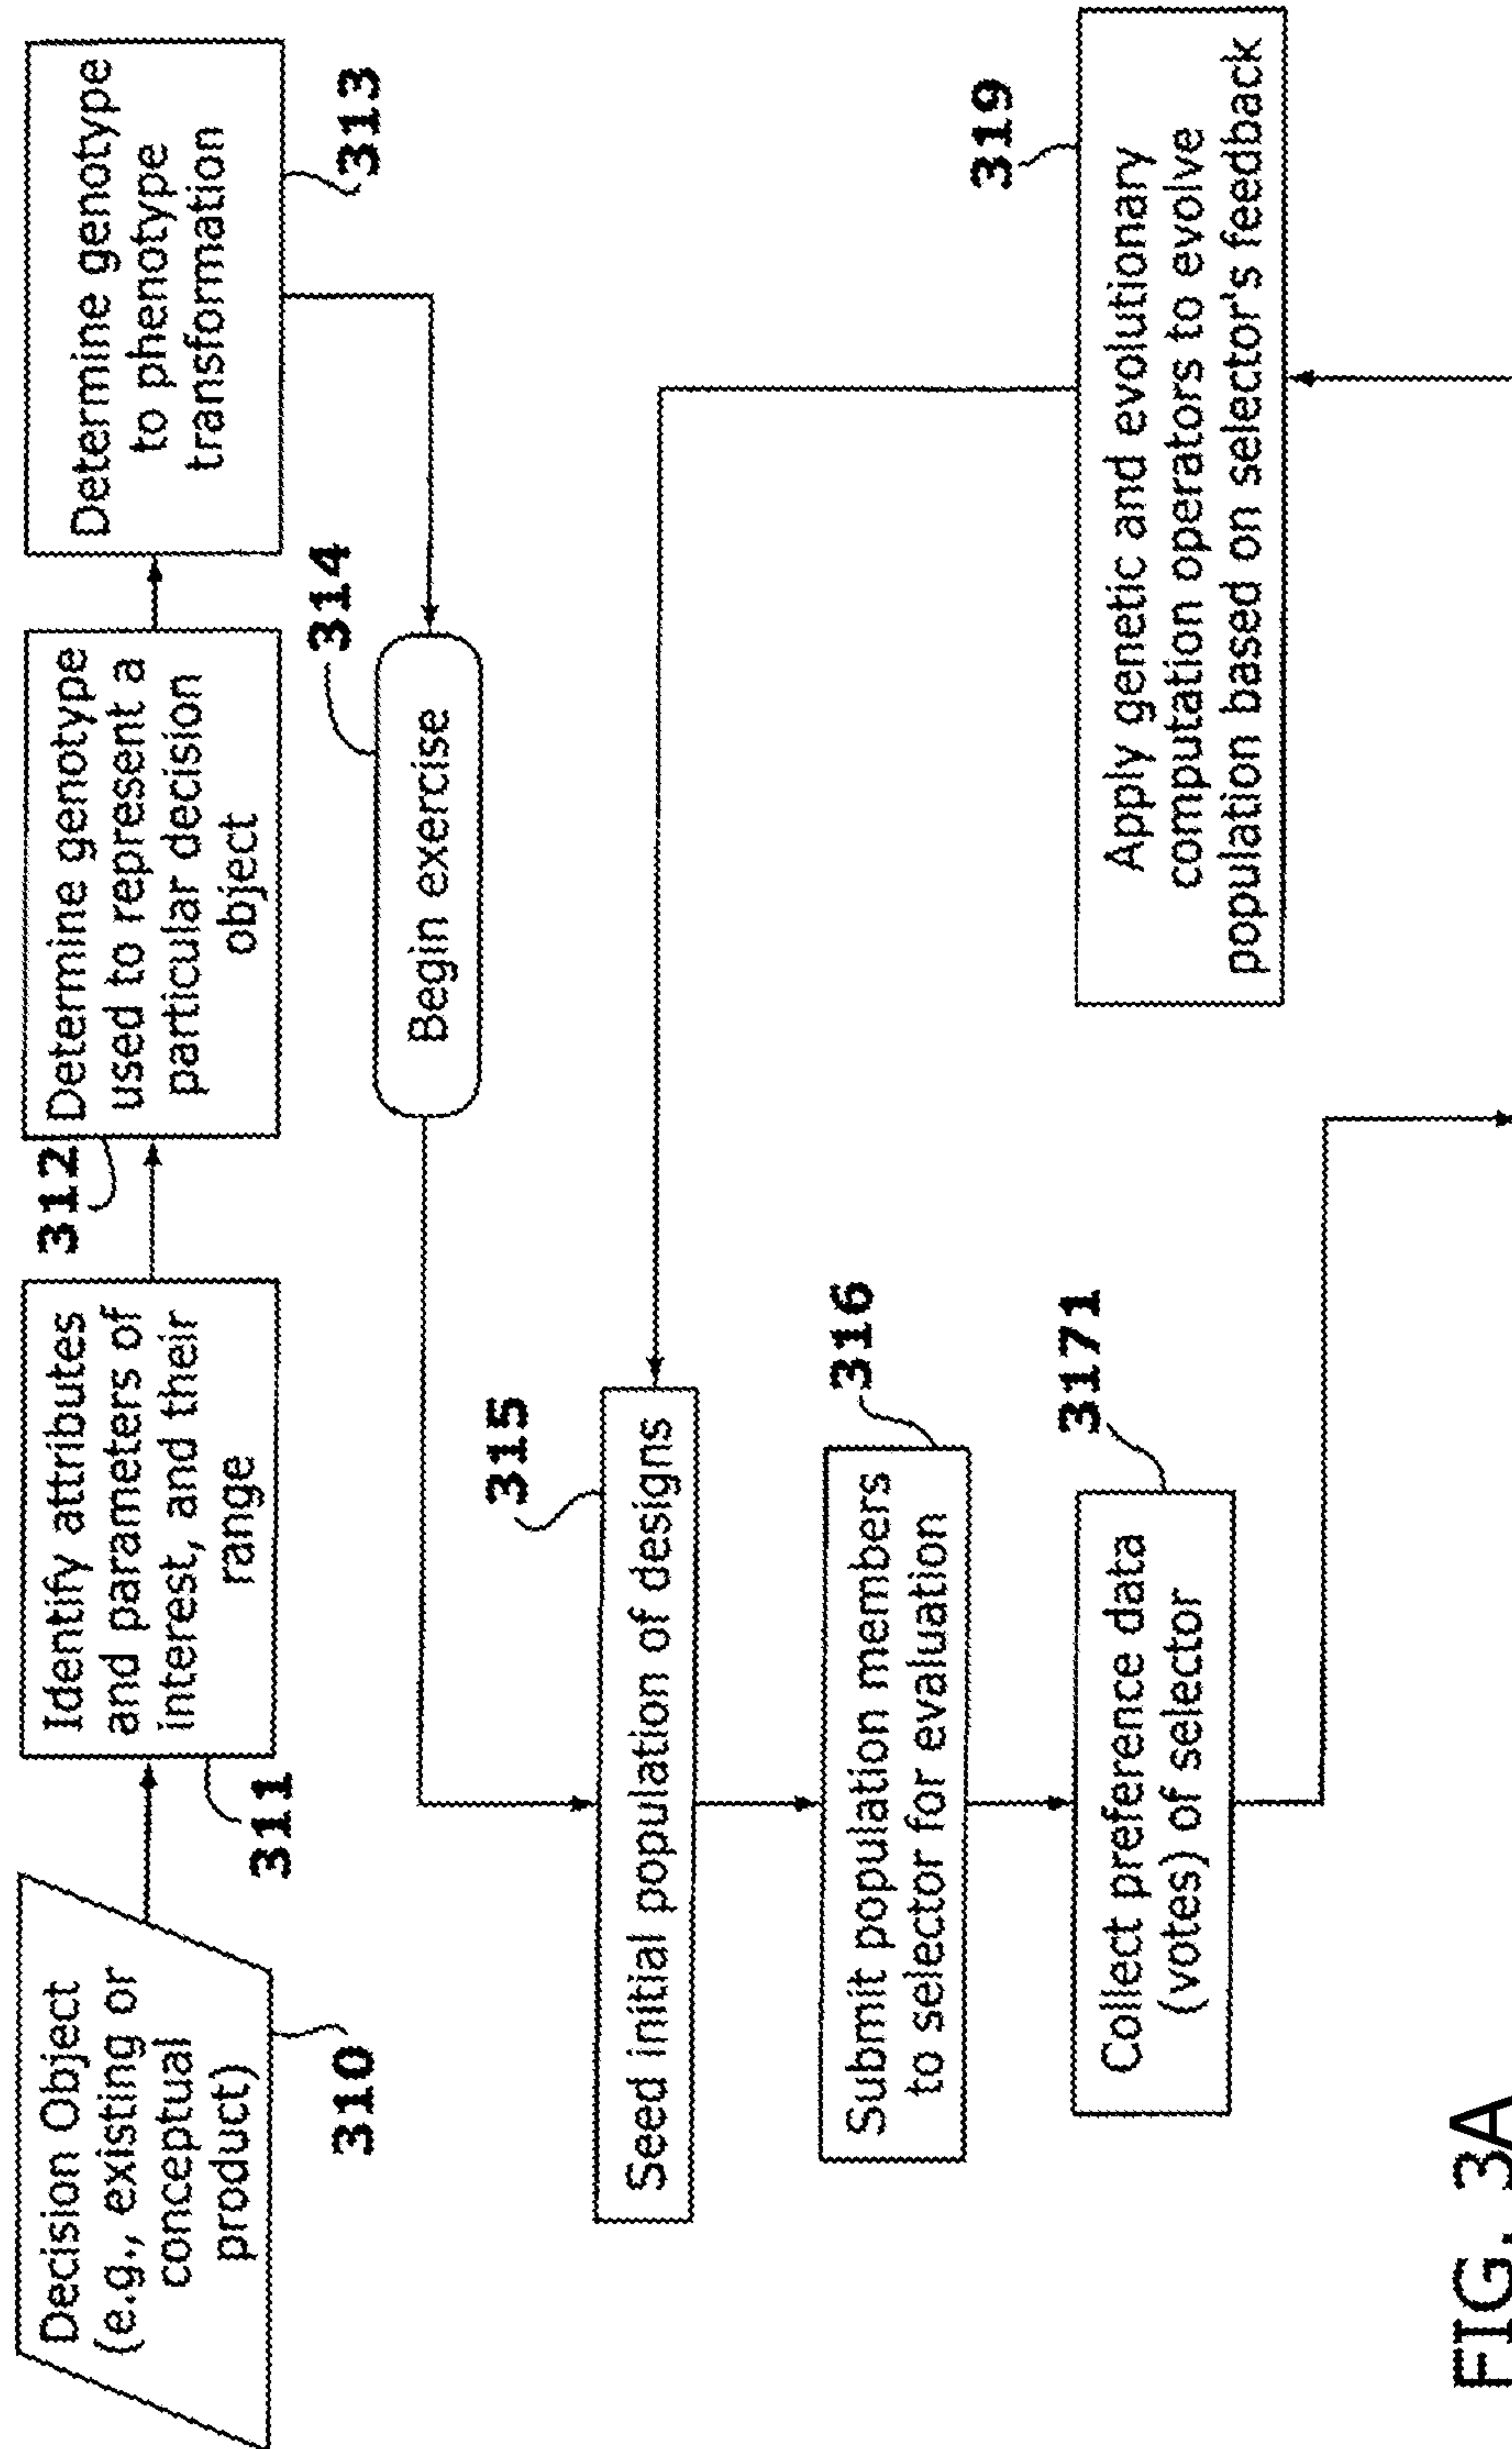 Decision Object
(e.g., existing or
conceptual
product)
310
Identify attributes
and parameters of
interest, and their
range
311
312
Determine genotype
used to represent a
particular decision
object
Determine genotype
to phenotype
transformation
313
314
Begin exercise
315
Seed initial population of designs
316
Submit population members
to selector for evaluation
3171
Collect preference data
(votes) of selector
319
Apply genetic and evolutionary
computation operators to evolve
population based on selector's feedback
FIG. 3A